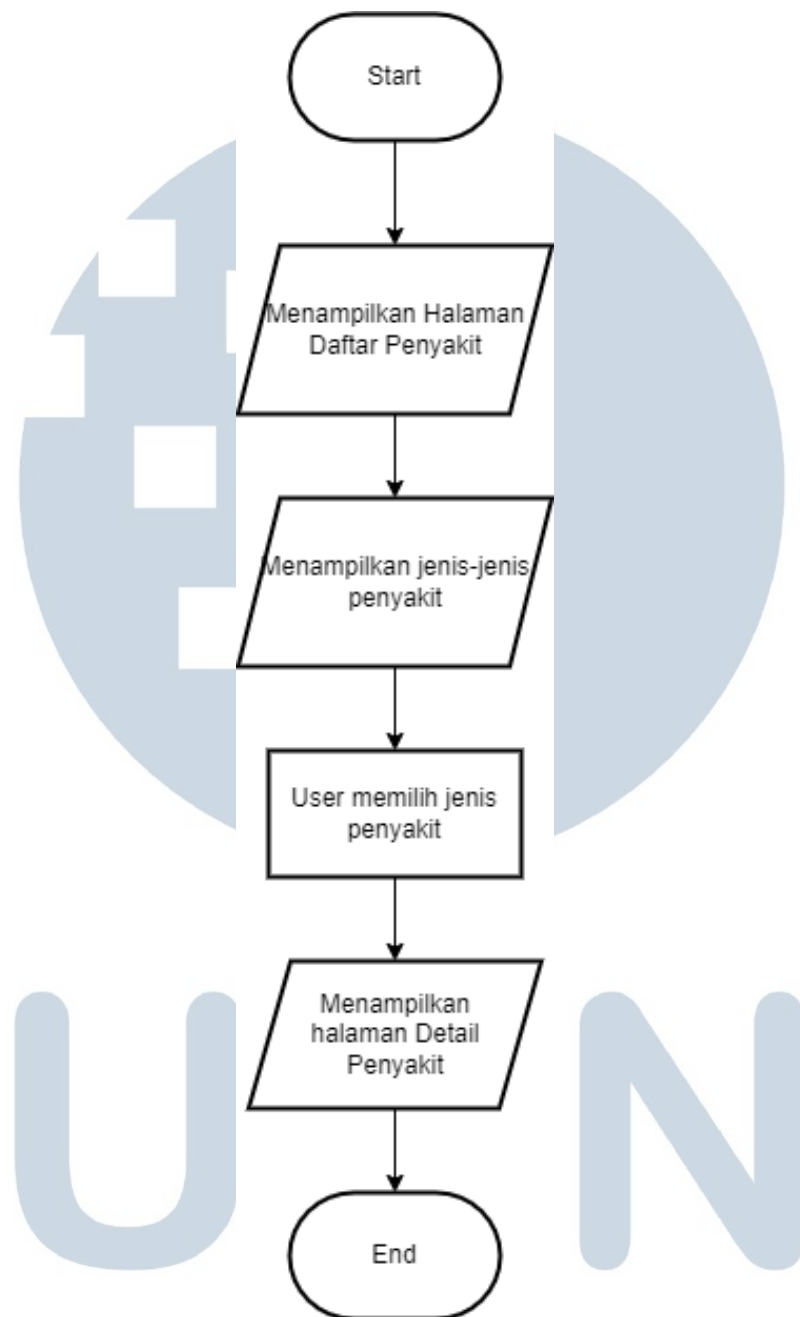 Start
Menampilkan Halaman
Daftar Penyakit
Menampilkan jenis-jenis
penyakit
User memilih jenis
penyakit
Menampilkan
halaman Detail
Penyakit
U N
End